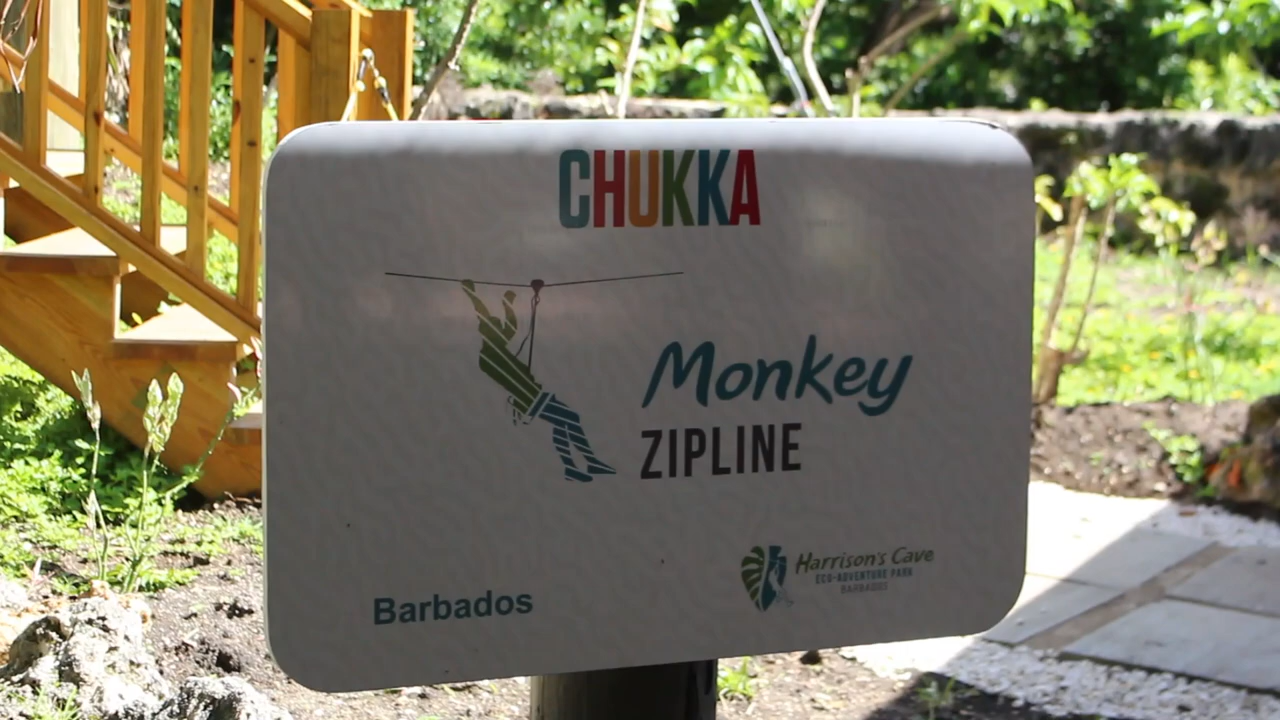 CHUKKA
Monkey
ZIPLINE
Harrison's Cave
ECO-ADVENTURE PARK
BARBADOS
Barbados